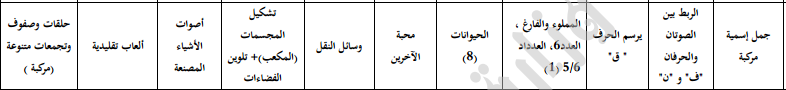 جمل إسمية
مركبة
الربط بين
الصوتان
والحرفان
"ف" و "ن"
يرسم الحرف
" ق"
المملوء والفارغ ،
العدد6، العدداد
5/6 (1)
الحيوانات
(8)
محبة
الآخرين
وسائل النقل
تشكيل
المجسمات
(المكعب)+ تلوين
الفضاءات
أصوات
الأشياء
المصنعة
ألعاب تقليدية
حلقات وصفوف
وتجمعات متنوعة
(مركبة )